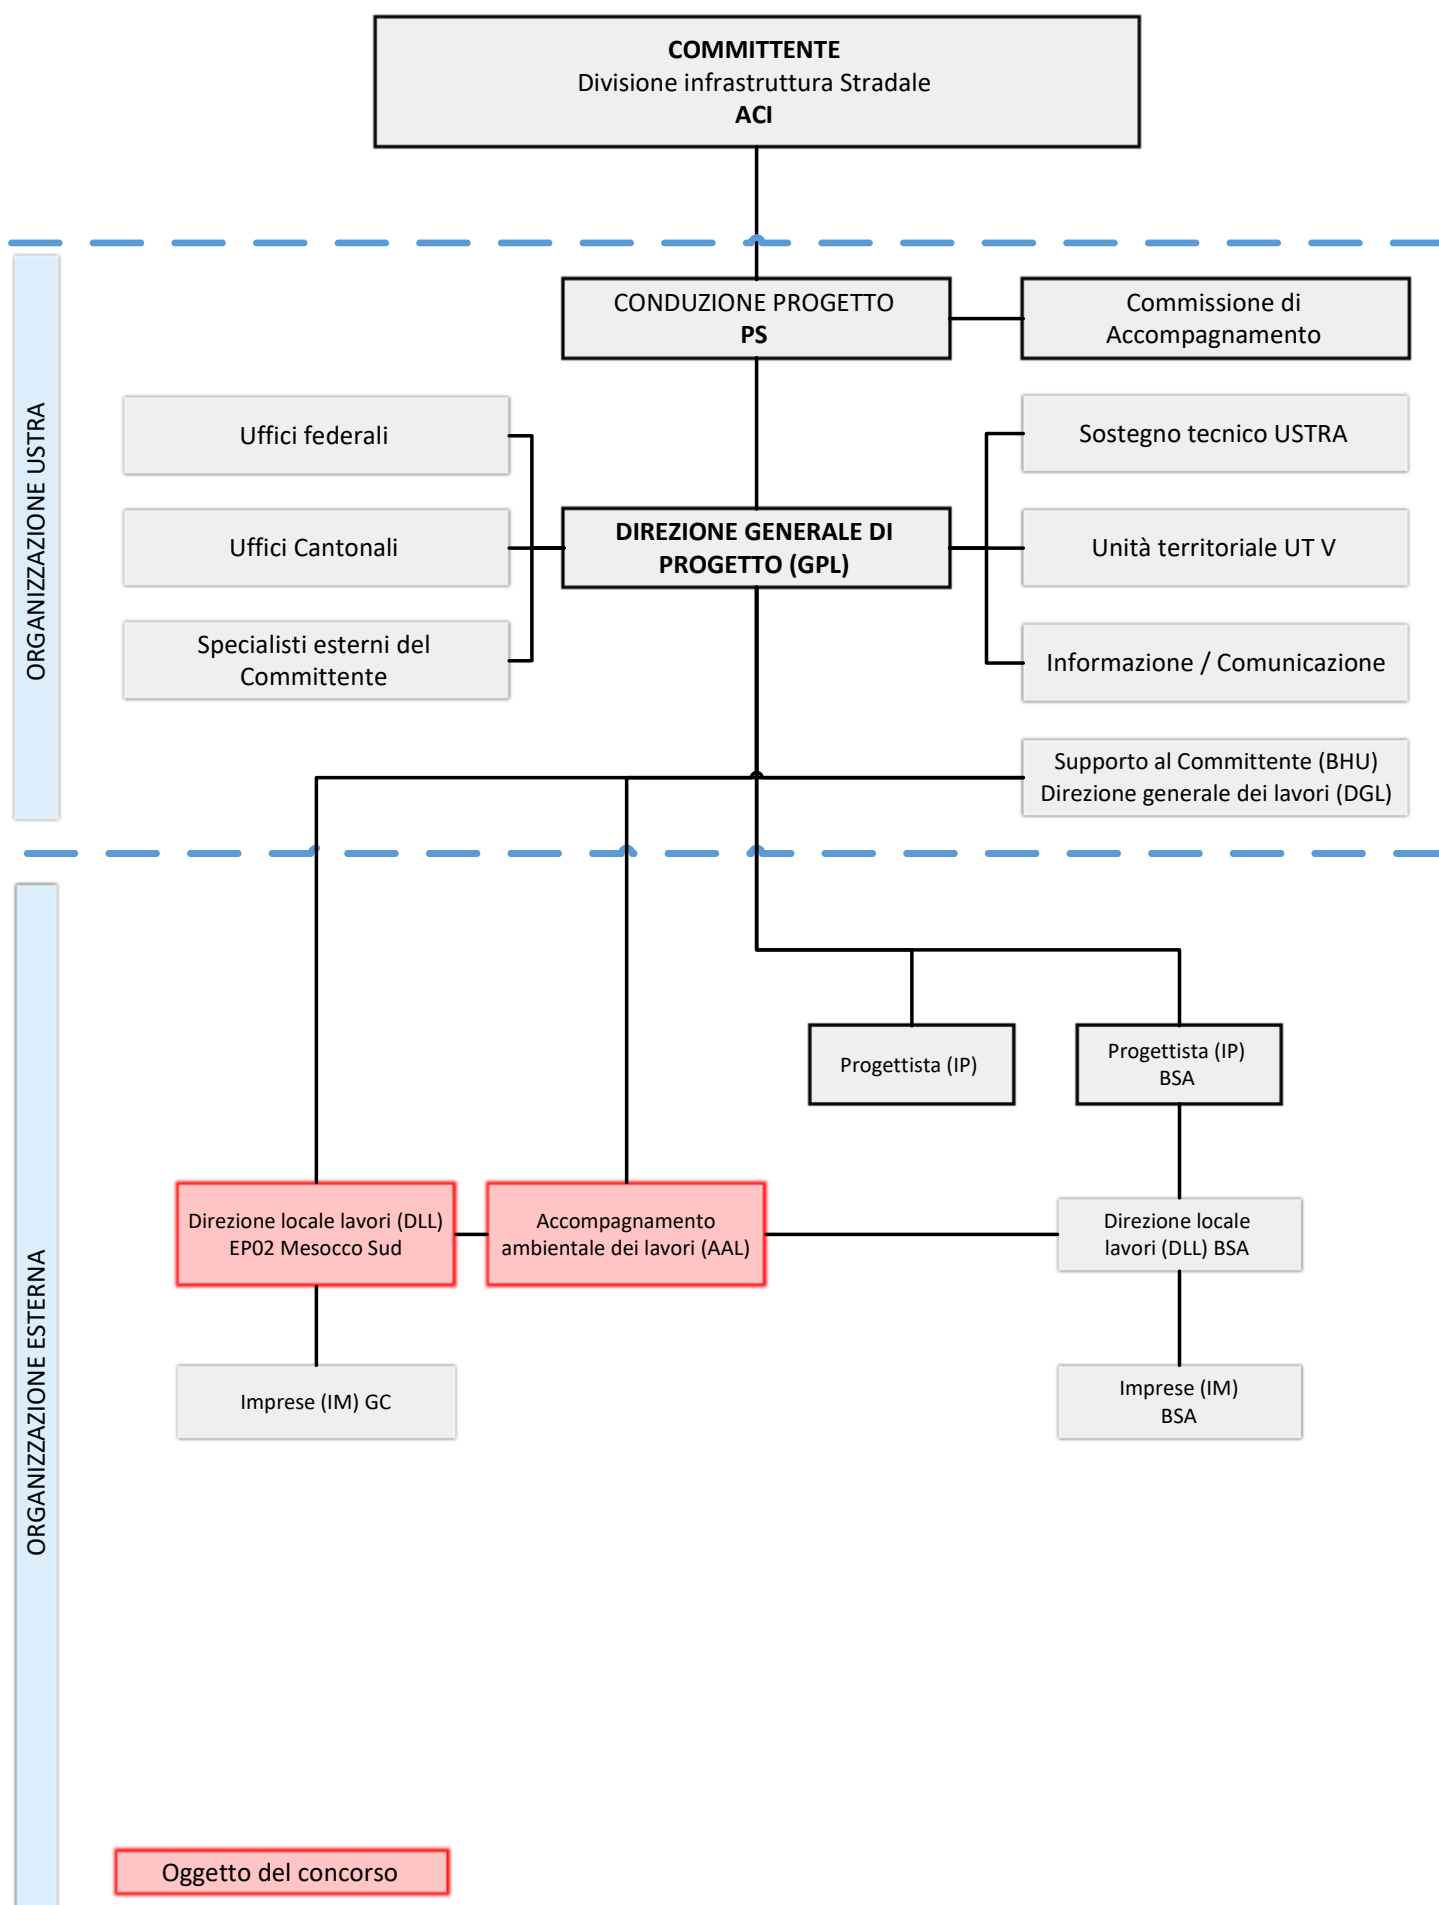 COMMITTENTE
Divisione infrastruttura Stradale
ACI
ORGANIZZAZIONE USTRA
CONDUZIONE PROGETTO
PS
Commissione di
Accompagnamento
Uffici federali
Sostegno tecnico USTRA
Uffici Cantonali
DIREZIONE GENERALE DI
PROGETTO (GPL)
Unità territoriale UT V
Specialisti esterni del
Committente
Informazione / Comunicazione
Supporto al Committente (BHU)
Direzione generale dei lavori (DGL)
ORGANIZZAZIONE ESTERNA
Progettista (IP)
Progettista (IP)
BSA
Direzione locale lavori (DLL)
EP02 Mesocco Sud
Accompagnamento
ambientale dei lavori (AAL)
Direzione locale
lavori (DLL) BSA
Imprese (IM) GC
Imprese (IM)
BSA
Oggetto del concorso